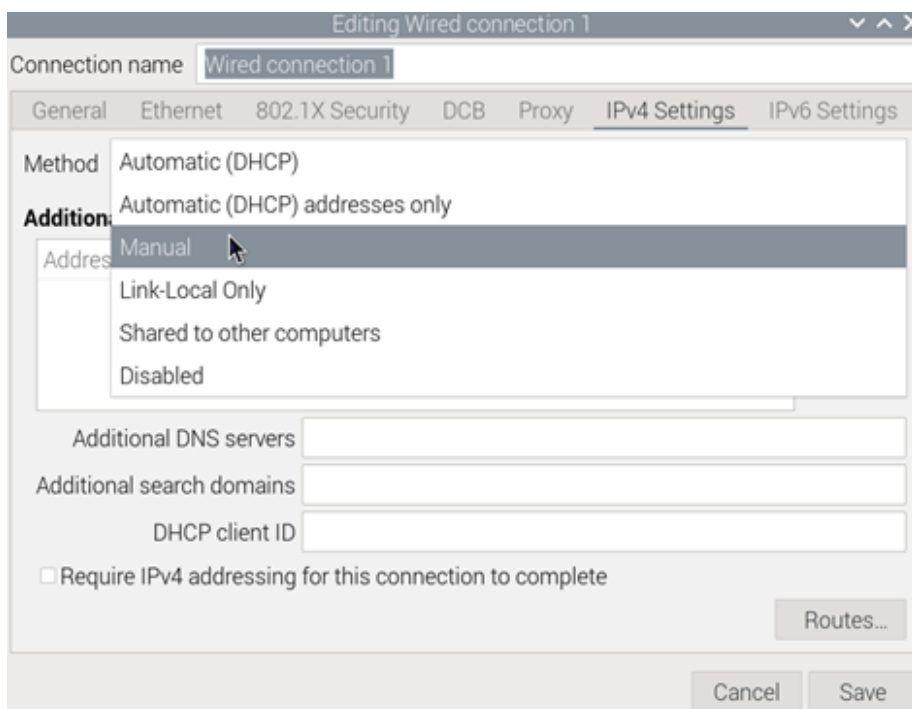 Editing Wired connection 1
Connection name Wired connection 1
General Ethernet 802.1X Security DCB Proxy IPv4 Settings IPv6 Settings
Method Automatic (DHCP)
Automatic (DHCP) addresses only
Addition
Manual
Addres
Link-Local Only
Shared to other computers
Disabled
Additional DNS servers
Additional search domains
DHCP client ID
Require IPv4 addressing for this connection to complete
Routes...
Cancel Save